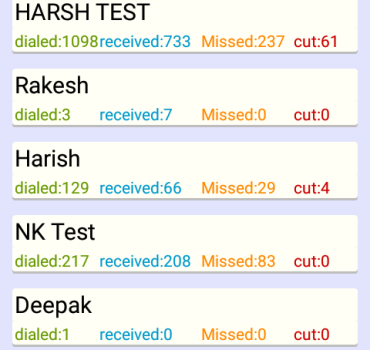 HARSH TEST
dialed:1098 received:733 Missed:237 cut:61
Rakesh
dialed:3 received:7 Missed:0 cut:0
Harish
dialed:129 received:66 Missed:29 cut:4
NK Test
dialed:217 received:208 Missed:83 cut:0
Deepak
dialed:1 received:0 Missed:0 cut:0